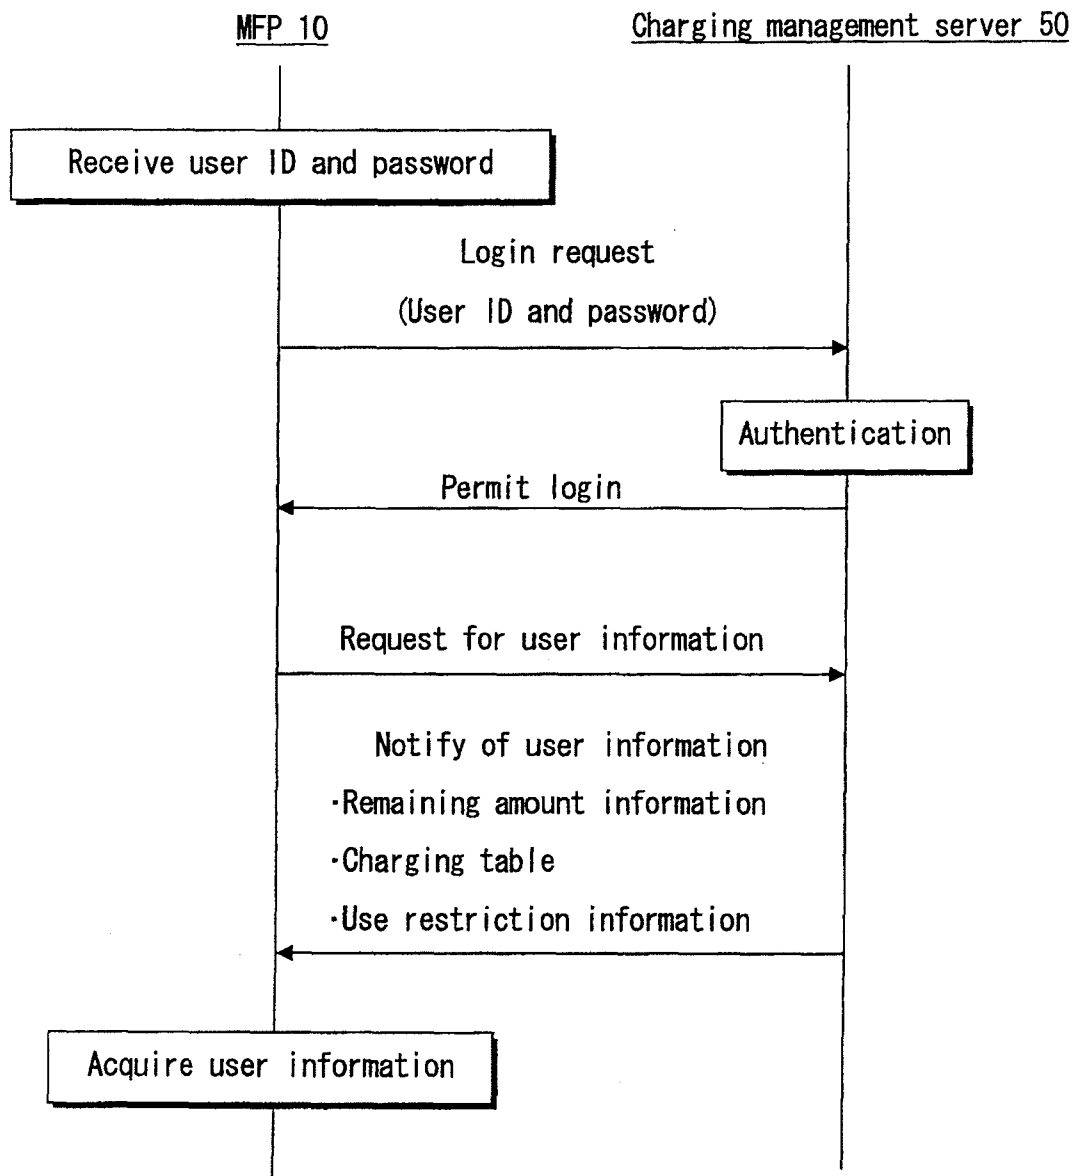 MFP 10
Charging management server 50
Receive user ID and password
Login request
(User ID and password)
Authentication
Permit login
Request for user information
Notify of user information
·Remaining amount information
·Charging table
·Use restriction information
Acquire user information